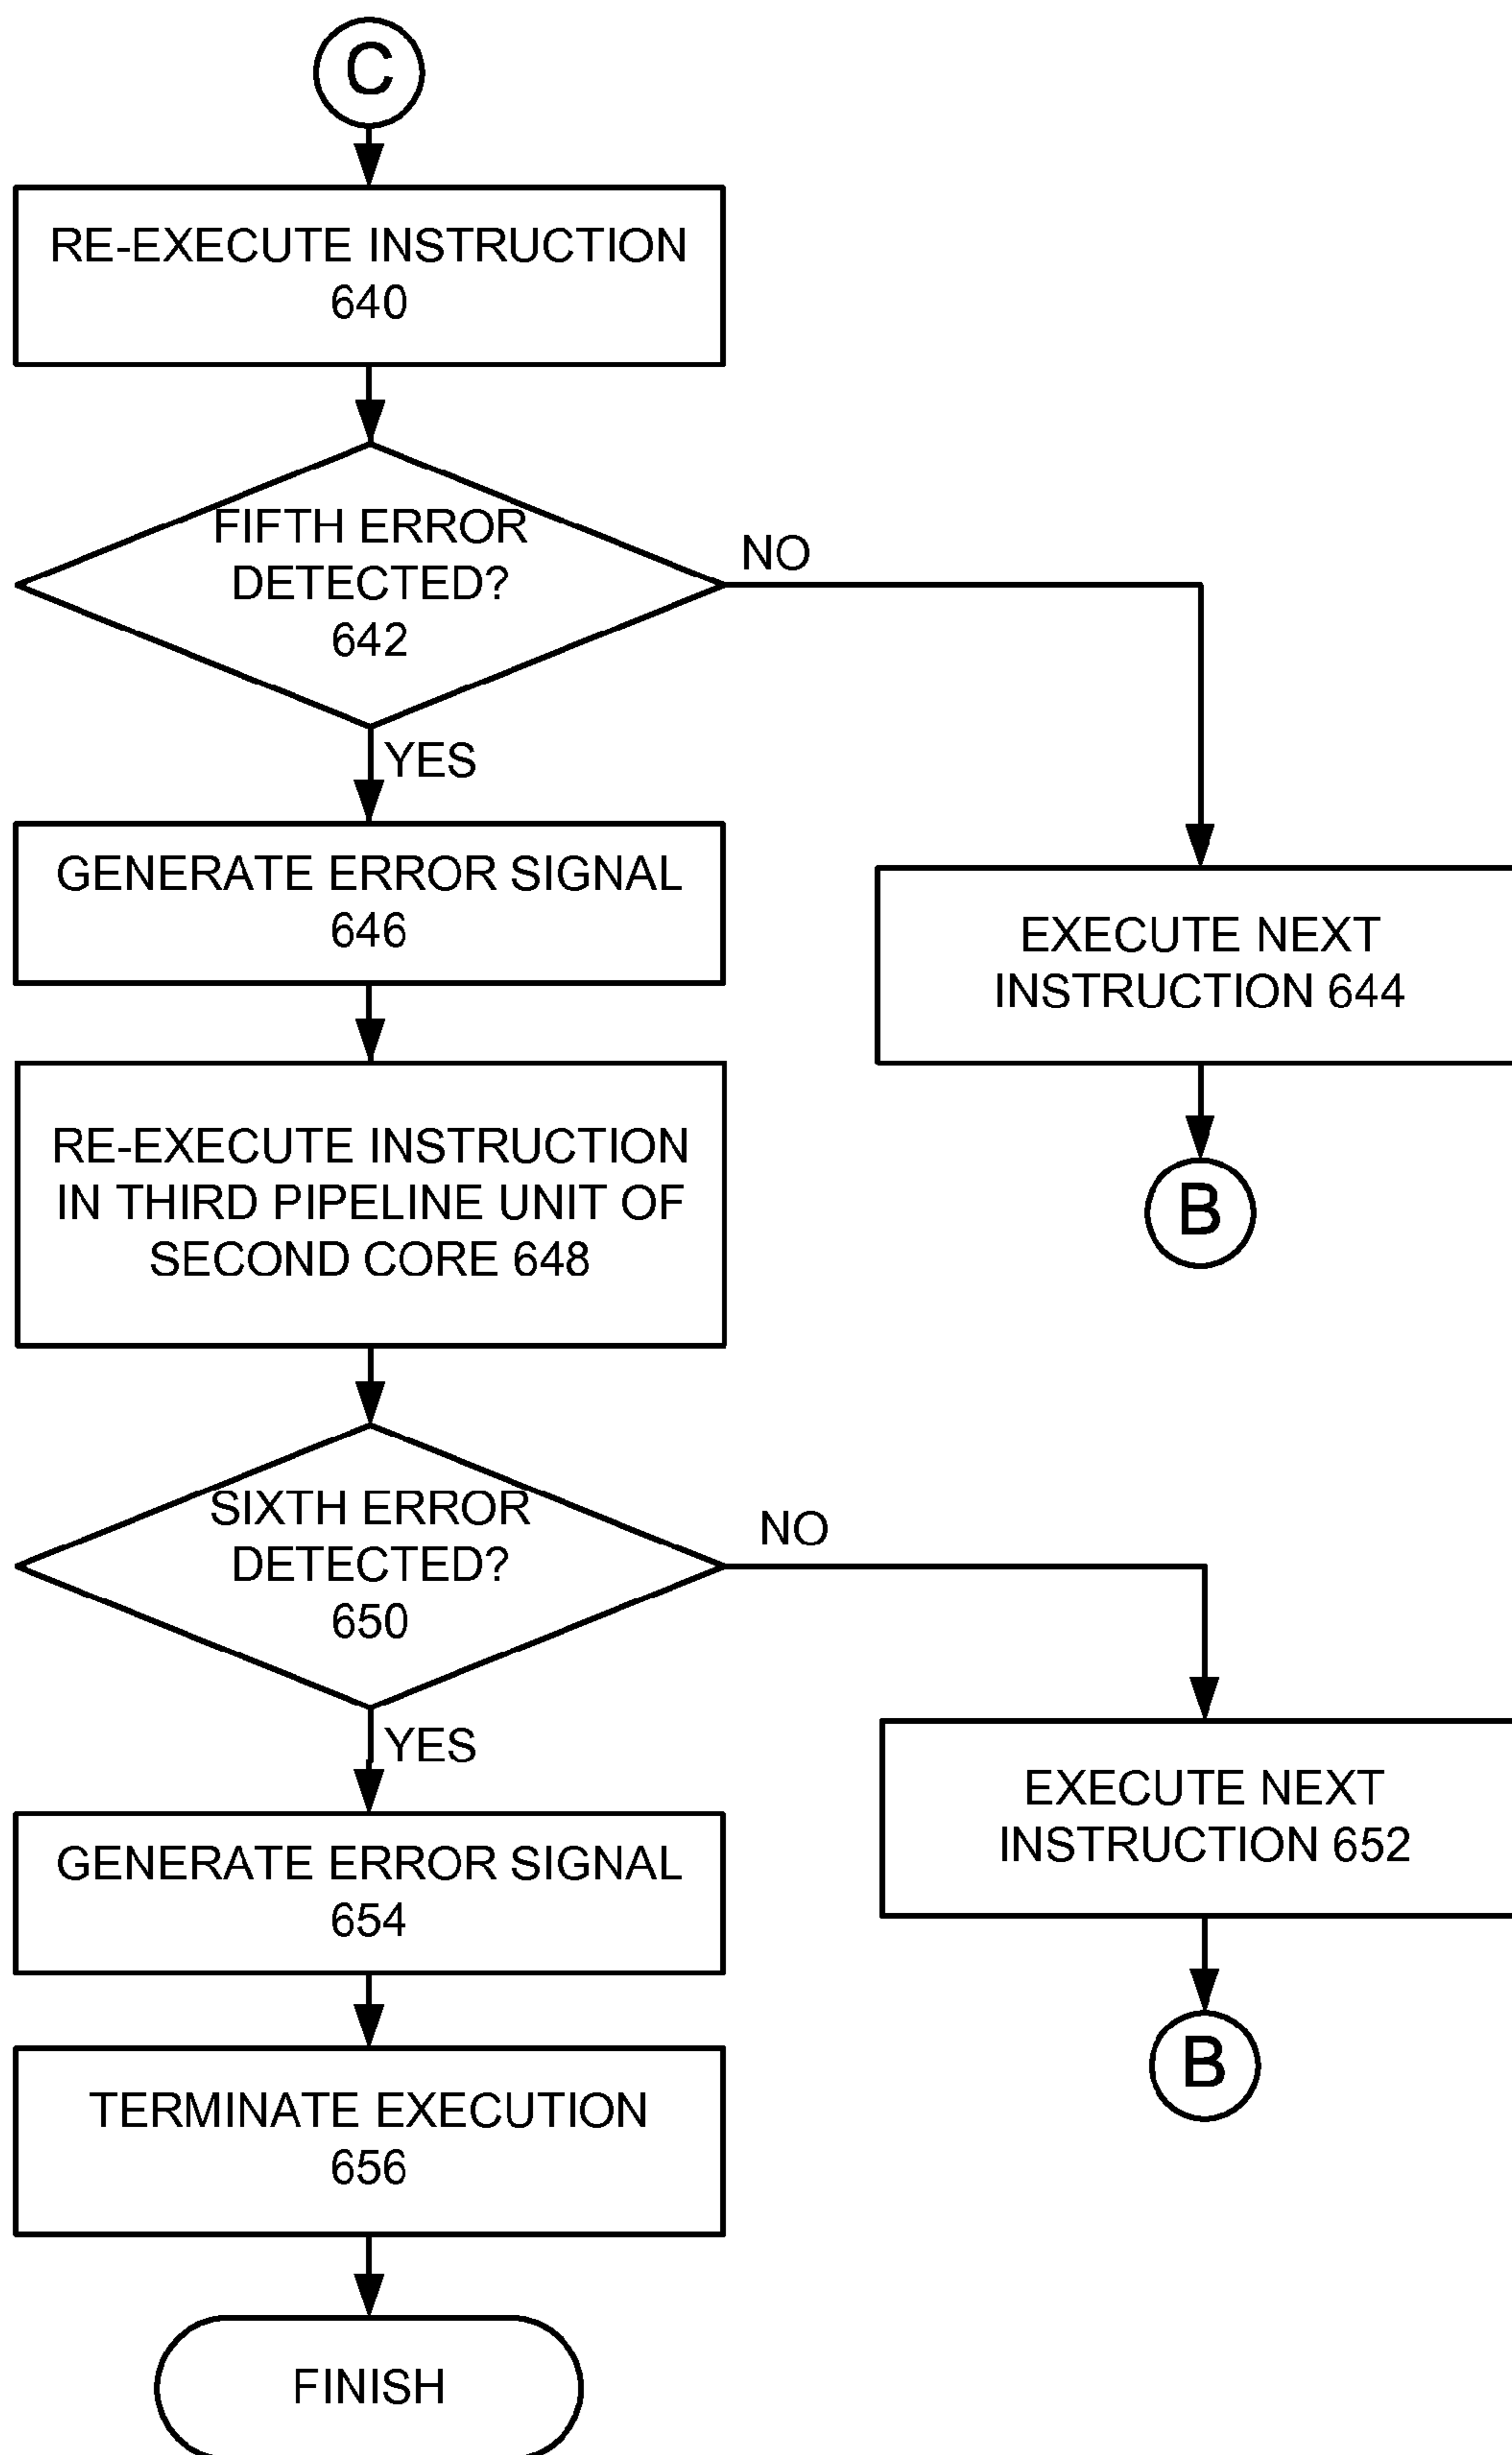 C
RE-EXECUTE INSTRUCTION
640
FIFTH ERROR
DETECTED?
642
NO
YES
GENERATE ERROR SIGNAL
646
EXECUTE NEXT
INSTRUCTION 644
RE-EXECUTE INSTRUCTION
IN THIRD PIPELINE UNIT OF
SECOND CORE 648
B
SIXTH ERROR
DETECTED?
650
NO
YES
EXECUTE NEXT
INSTRUCTION 652
GENERATE ERROR SIGNAL
654
B
TERMINATE EXECUTION
656
FINISH